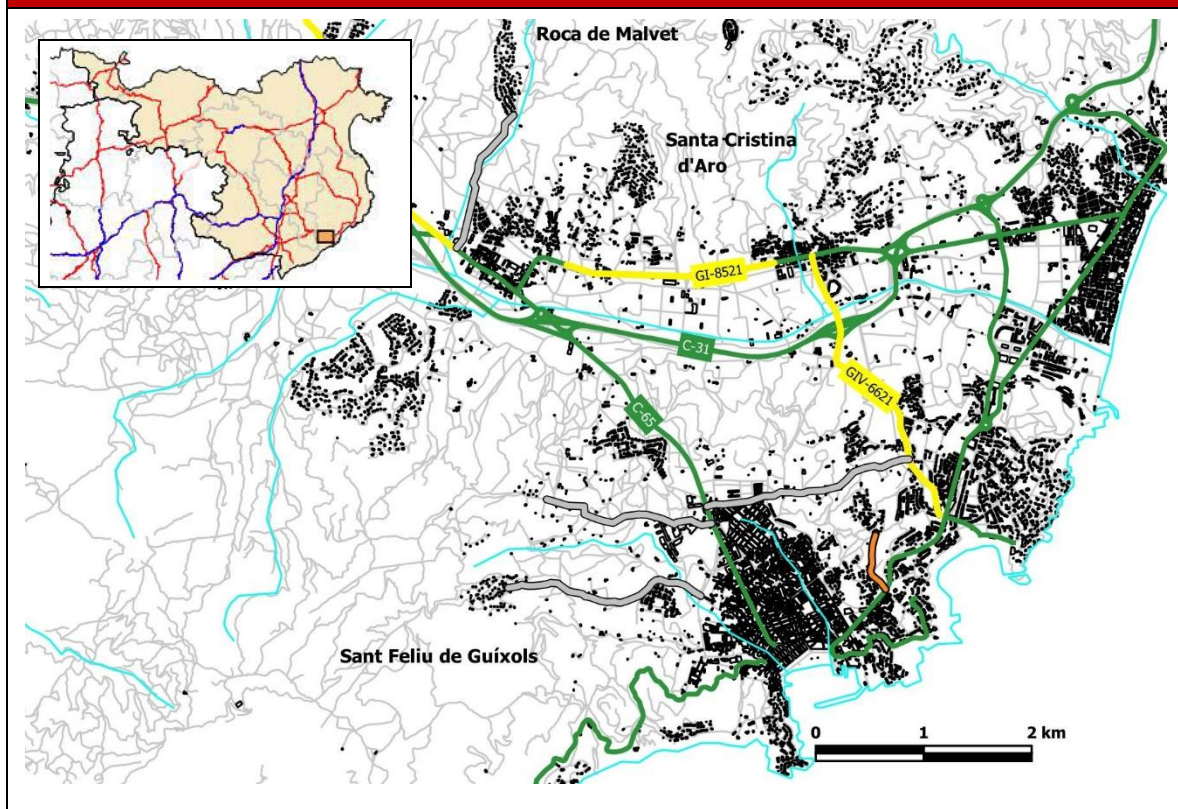 Roca de Malvet
Santa Cristina
d'Aro
GI-8521
C-31
GIV-6621
C-65
Sant Feliu de Guíxols
0 1 2 km